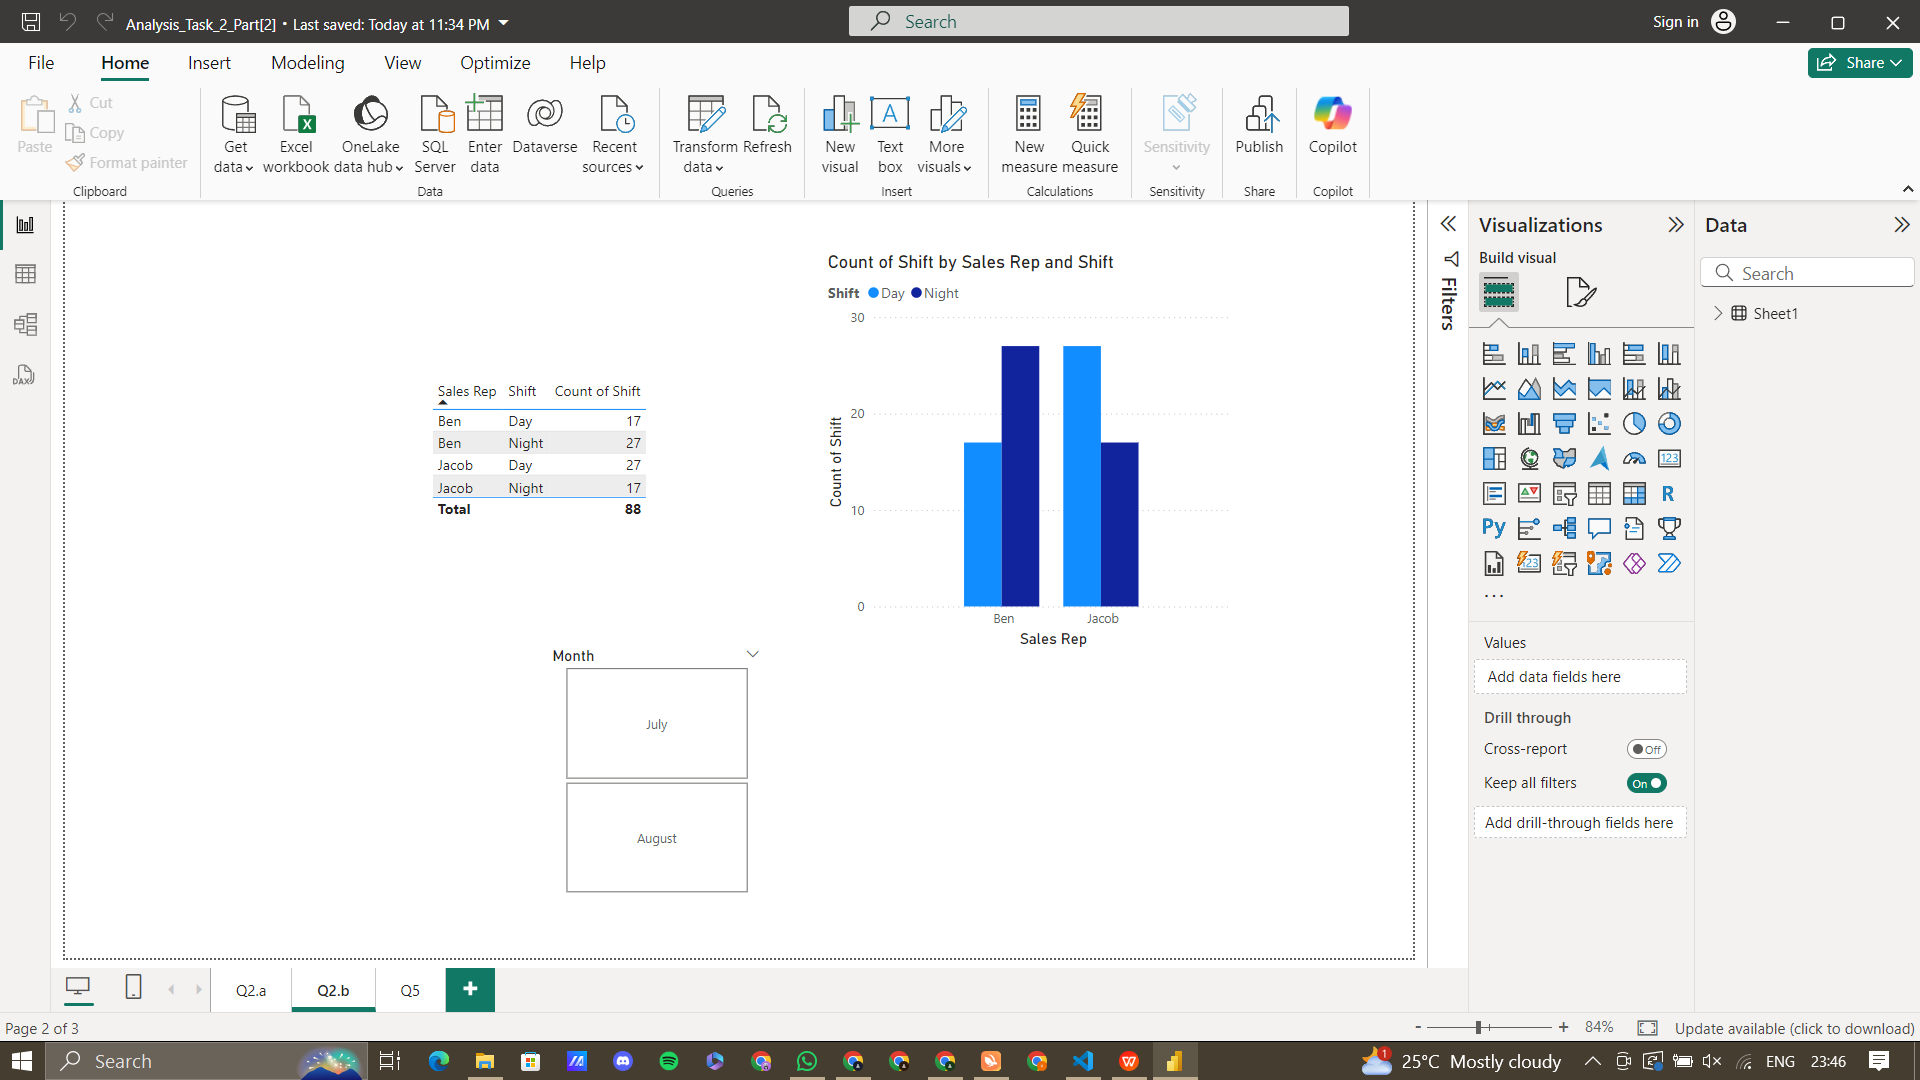 Analysis_Task_2_Part[2] • Last saved: Today at 11:34 PM
Search
Sign in
File Home Insert Modeling View Optimize Help
Share
Paste
Cut
Copy
Format painter
Clipboard
Get data
Excel workbook
OneLake data hub
SQL Server
Enter data
Dataverse
Recent sources
Data
Transform data
Refresh
Queries
New visual
Text box
More visuals
Insert
New measure
Quick measure
Calculations
Sensitivity
Sensitivity
Publish
Share
Copilot
Copilot
DAX
Sales Rep Shift Count of Shift
Ben Day 17
Ben Night 27
Jacob Day 27
Jacob Night 17
Total 88
Count of Shift by Sales Rep and Shift
Shift Day Night
30
20
10
0
Count of Shift
Ben Jacob
Sales Rep
Month
July
August
Filters
Visualizations
Build visual
123
R
Py
123
Values
Add data fields here
Drill through
Cross-report Off
Keep all filters On
Add drill-through fields here
Data
Search
Sheet1
Q2.a Q2.b Q5
Page 2 of 3
- + 84%
Update available (click to download)
Search
1
25°C Mostly cloudy
ENG 23:46